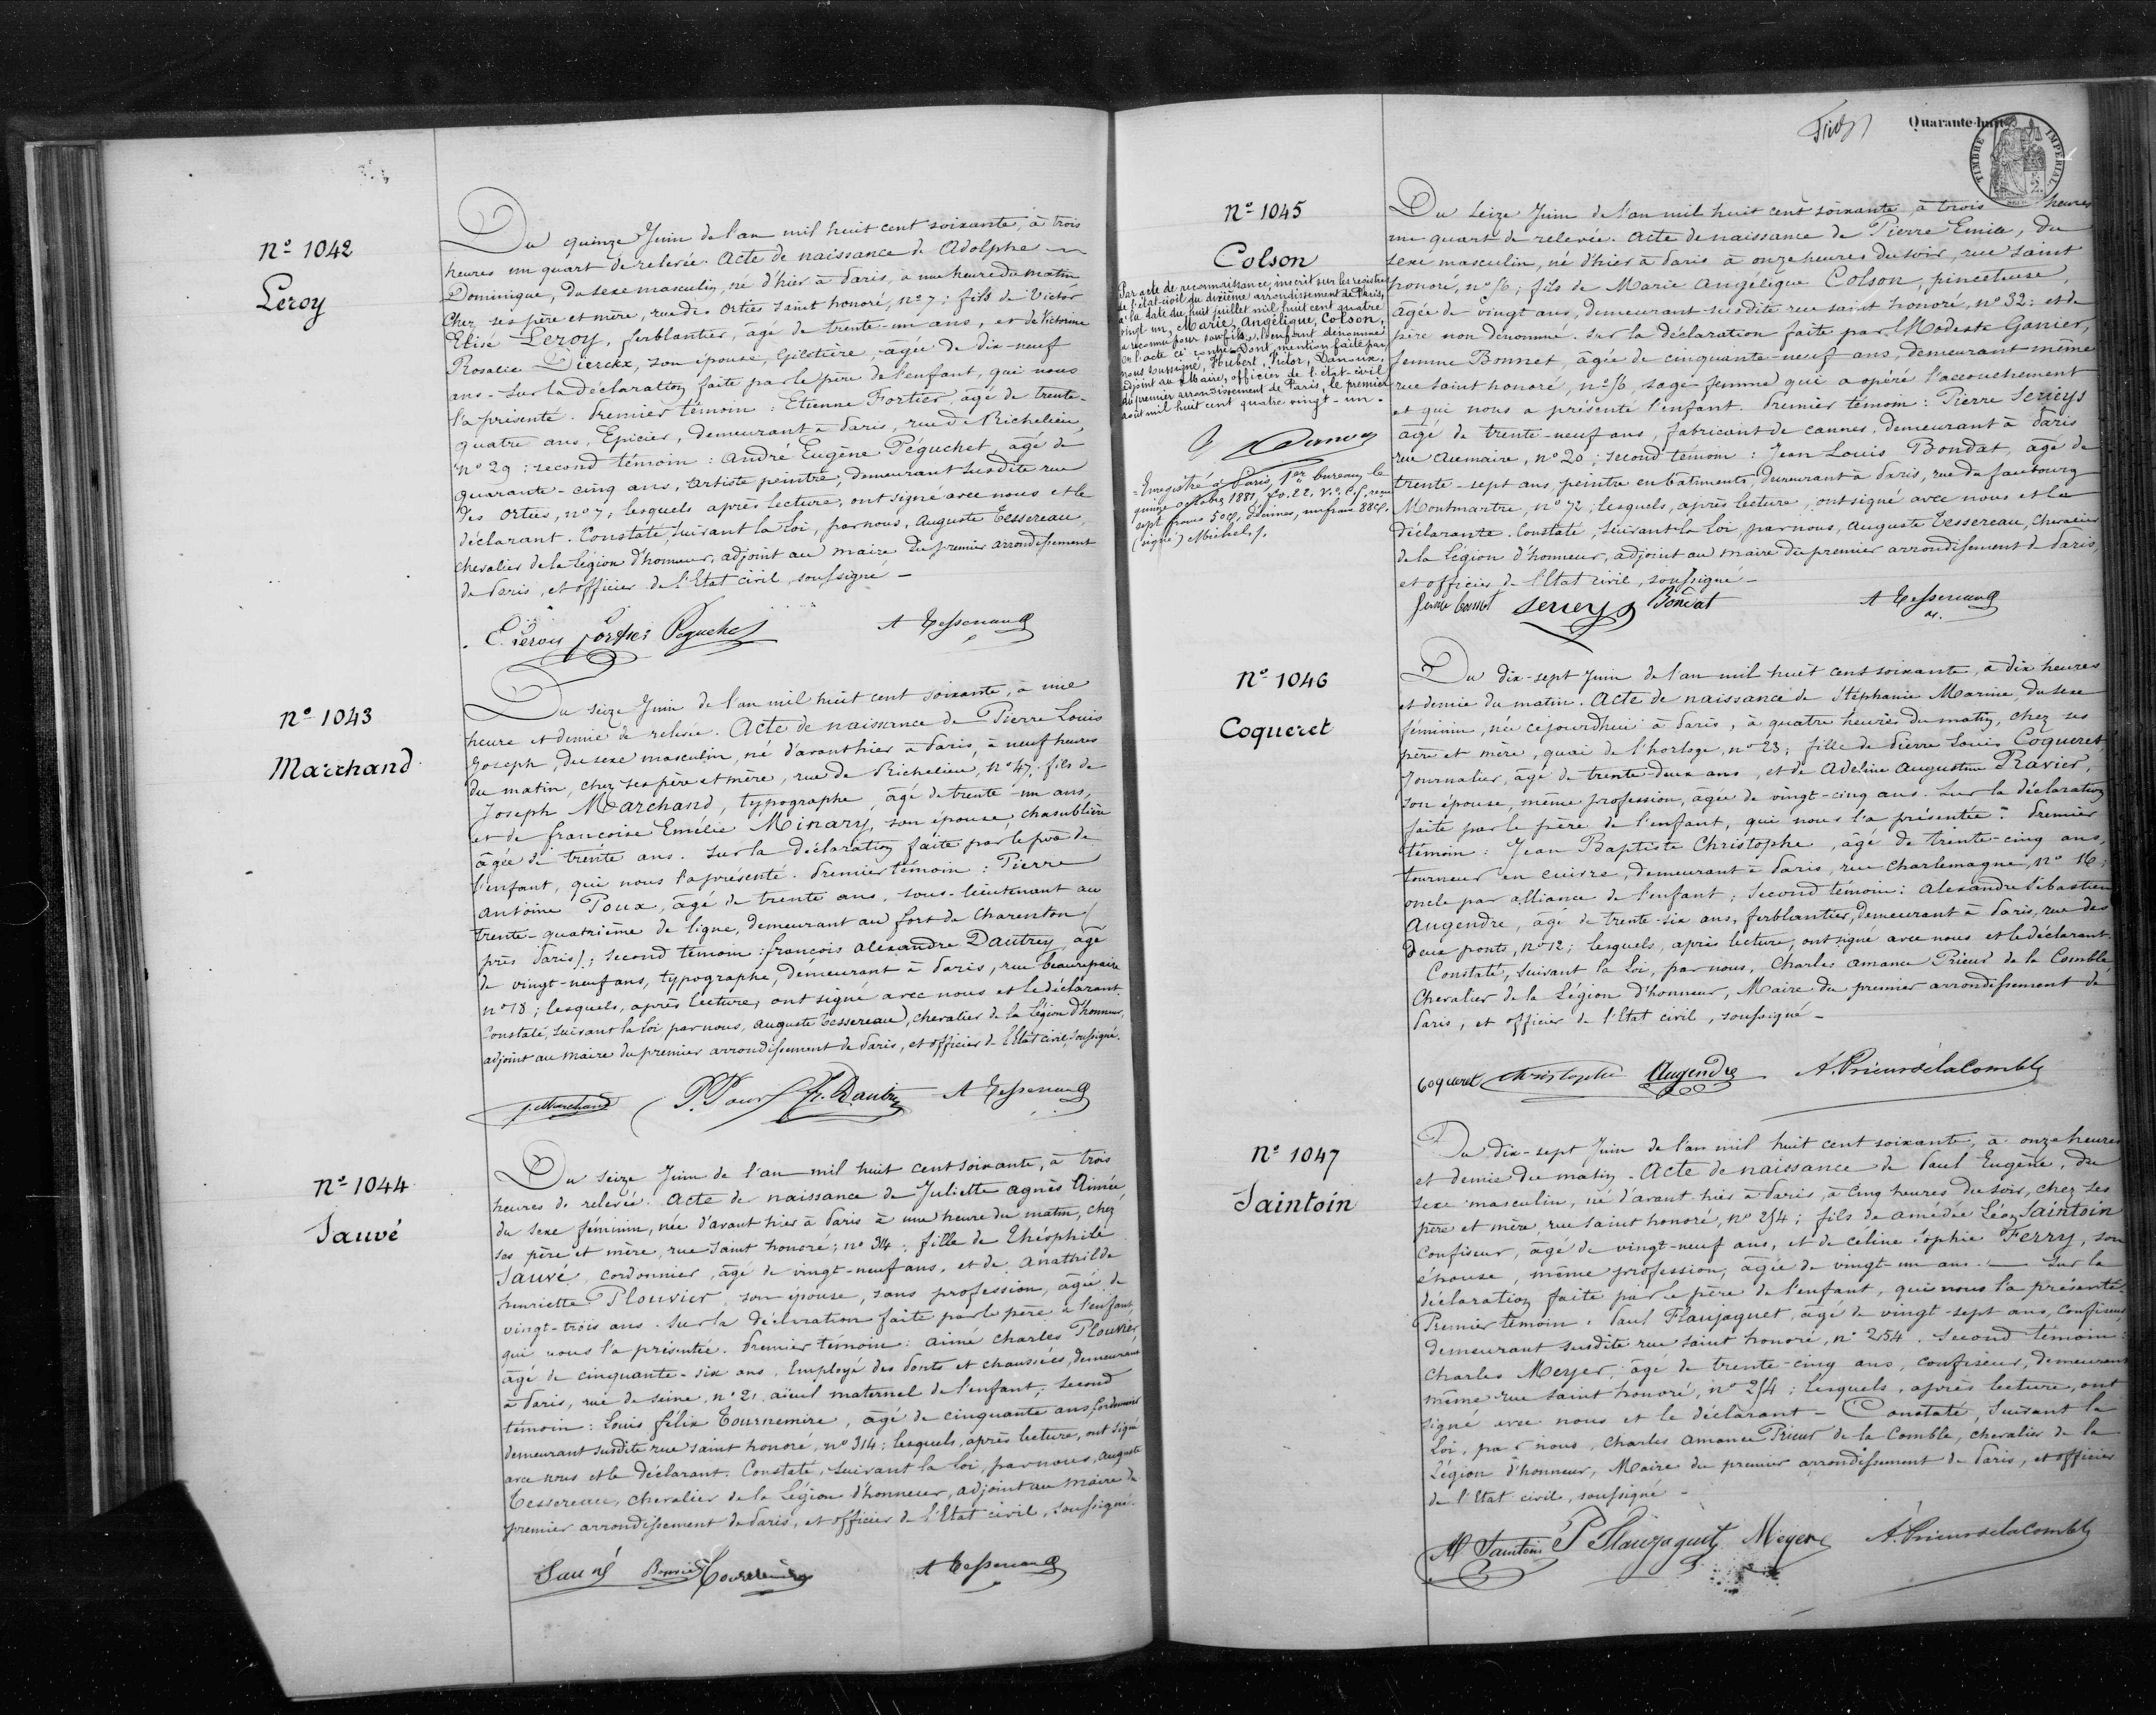 Nº 1042
Leroy
Du quinze Juin de l'an mil huit cent soixante, à trois
heures un quart de relevée. Acte de naissance de Adolphe
Dominique, du sexe masculin, né d'hier à Paris, à une heure du matin
chez ses père et mère, rue des Orties saint honoré, nº 7; fils de Victor
Elisé Leroy, ferblantier, âgé de trente-un ans, et de Victorine
Rosalie Dierckx, son épouse, Giletière, âgée de dix-neuf
ans - Sur la déclaration faite par le père de l'enfant, qui nous
l'a présenté. Premier témoin : Etienne Fortier, âgé de trente-
quatre ans, Epicier, demeurant à Paris, rue de Richelieu,
nº 29 : second témoin : André Eugène Péguchet, âgé de
quarante-cinq ans, Artiste peintre, demeurant susdite rue
des Orties, nº 7; lesquels après lecture, ont signé avec nous et le
déclarant. Constaté, suivant la Loi, par nous, Auguste Tessereau,
chevalier de la Légion d'honneur, adjoint au maire du premier arrondissement
de Paris, et officier de l'Etat civil, soussigné -
E. Leroy Fortier Péguchet A Tessereau
Nº 1043
Marchand
Du seize Juin de l'an mil huit cent soixante, à une
heure et demie de relevée. Acte de naissance de Pierre Louis
Joseph, du sexe masculin, né d'avant hier à Paris, à neuf heures
du matin, chez ses père et mère, rue de Richelieu, nº 47; fils de
Joseph Marchand, typographe, âgé de trente-un ans,
et de françoise Emélie Minary, son épouse, chasublière
âgée de trente ans. Sur la déclaration faite par le père de
l'enfant, qui nous l'a présenté. Premier témoin : Pierre
Antoine Poux, âgé de trente ans, sous-lieutenant au
trente-quatrième de ligne, demeurant au fort de Charenton (
près Paris); second témoin : françois Alexandre Dautrey, âgé
de vingt-neuf ans, typographe, demeurant à Paris, rue beaurepaire
nº 18; lesquels, après lecture, ont signé avec nous et le déclarant.
Constaté, suivant la Loi par nous, Auguste Tessereau, chevalier de la Légion d'honneur,
adjoint au maire du premier arrondissement de Paris, et officier de l'Etat civil, soussigné.
J. Marchand P. Poux A Tessereau
Nº 1044
Sauvé
Du seize Juin de l'an mil huit cent soixante, à trois
heures de relevée. Acte de naissance de Juliette Agnès Aimée,
du sexe féminin, née d'avant hier à Paris à une heure du matin, chez
ses père et mère, rue Saint honoré, nº 314; fille de Théophile
Sauvé, cordonnier, âgé de vingt-neuf ans, et de Anathilde
henriette Plouvier, son épouse, sans profession, âgée de
vingt-trois ans. Sur la déclaration faite par le père de l'enfant,
qui nous l'a présentée. Premier témoin : aimé charles Plouvier,
âgé de cinquante-six ans, Employé des Ponts et chaussées, demeurant
à Paris, rue de seine, nº 21, aïeul maternel de l'enfant; second
témoin : Louis félix Tournemire, âgé de cinquante ans, Cordonnier
demeurant susdite rue saint honoré, nº 314; lesquels, après lecture, ont signé
avec nous et le déclarant. Constaté, suivant la Loi, par nous, Auguste
Tessereau, chevalier de la Légion d'honneur, adjoint au maire du
premier arrondissement de Paris, et officier de l'Etat civil, soussigné.
Sauvé A Tessereau
Quarante-huit
TIMBRE IMPERIAL
Nº 1045
Colson
Par acte de reconnaissance, inscrit sur les registres
de l'état-civil du dixième arrondissement de Paris,
à la date du huit juillet mil huit cent quatre
vingt un, Marie, Angélique, Colson,
a reconnu pour son fils, l'enfant dénommé
en l'acte ci contre. Dont mention faite par
nous soussigné, Hubert, Victor,
adjoint au Maire, officier de l'état-civil
du premier arrondissement de Paris, le premier
août mil huit cent quatre vingt-un.
Enregistré à Paris, 1er bureau, le
quinze octobre 1881, fo. 22, reçu
sept francs 50c, décimes, un franc 88c.
(signé) Michel.
Du Seize Juin de l'an mil huit cent soixante, à trois heures
un quart de relevée. Acte de naissance de Pierre Emile, du
sexe masculin, né d'hier à Paris à onze heures du soir, rue saint
honoré, nº 56; fils de Marie Angélique Colson, pinceteuse,
âgée de vingt ans, demeurant susdite rue saint honoré nº 32; et de
père non dénommé. Sur la déclaration faite par Modeste Ganier,
femme Bonnet, âgée de cinquante-neuf ans, demeurant même
rue saint honoré, nº 56, sage-femme qui a opéré l'accouchement
et qui nous a présenté l'enfant. Premier témoin : Pierre Serieys
âgé de trente-neuf ans, fabricant de cannes, demeurant à Paris
rue Aumaire, nº 20; second témoin : Jean Louis Bondat, âgé de
trente-sept ans, peintre en bâtiments, demeurant à Paris, rue du faubourg
Montmartre, nº 72; lesquels, après lecture, ont signé avec nous et la
déclarante. Constaté, suivant la Loi, par nous, Auguste Tessereau, chevalier
de la Légion d'honneur, adjoint au maire du premier arrondissement de Paris,
et officier de l'Etat civil, soussigné -
femme bonnet Serieys Bondat A Tessereau
Nº 1046
Coqueret
Du dix-sept Juin de l'an mil huit cent soixante, à dix heures
et demie du matin. Acte de naissance de Stéphanie Marine, du sexe
féminin, née cejourdhui à Paris, à quatre heures du matin, chez ses
père et mère, quai de l'horloge, nº 23; fille de Pierre Louis Coqueret
Journalier, âgé de trente-deux ans, et de Adeline Augustine Ravier,
son épouse, même profession, âgée de vingt-cinq ans. Sur la déclaration
faite par le père de l'enfant, qui nous l'a présentée. Premier
témoin : Jean Baptiste Christophe, âgé de trente-cinq ans,
tourneur en cuivre, demeurant à Paris, rue Charlemagne, nº 16;
oncle par alliance de l'enfant; second témoin : Alexandre Sébastien
Augendre, âgé de trente-six ans, ferblantier, demeurant à Paris, rue des
deux ponts, nº 12; lesquels, après lecture, ont signé avec nous et le déclarant.
Constaté, suivant la Loi, par nous, Charles Amance Prieur de la Comble,
Chevalier de la Légion d'honneur, Maire du premier arrondissement de
Paris, et officier de l'Etat civil, soussigné -
Coqueret Christophe Augendre A. Prieur de la Comble
Nº 1047
Saintoin
Du dix-sept Juin de l'an mil huit cent soixante, à onze heures
et demie du matin. Acte de naissance de Paul Eugène, du
sexe masculin, né d'avant hier à Paris, à Cinq heures du soir, chez ses
père et mère, rue saint honoré, nº 254; fils de Amédée Léon Saintoin
Confiseur, âgé de vingt-neuf ans, et de Céline Sophie Ferry, son
épouse, même profession, âgée de vingt-un ans. — Sur la
déclaration faite par le père de l'enfant, qui nous l'a présenté.
Premier témoin : Paul Flaujaguet, âgé de vingt-sept ans, Confiseur,
demeurant susdite rue saint honoré, nº 254. Second témoin :
Charles Meyer, âgé de trente-cinq ans, confiseur, demeurant
même rue saint honoré, nº 254; lesquels, après lecture, ont
signé avec nous et le déclarant - Constaté, suivant la
Loi, par nous, Charles Amance Prieur de la Comble, chevalier de la
Légion d'honneur, Maire du premier arrondissement de Paris, et officier
de l'Etat civil, soussigné -
Saintoin P Flaujaguet Meyer A. Prieur de la Comble